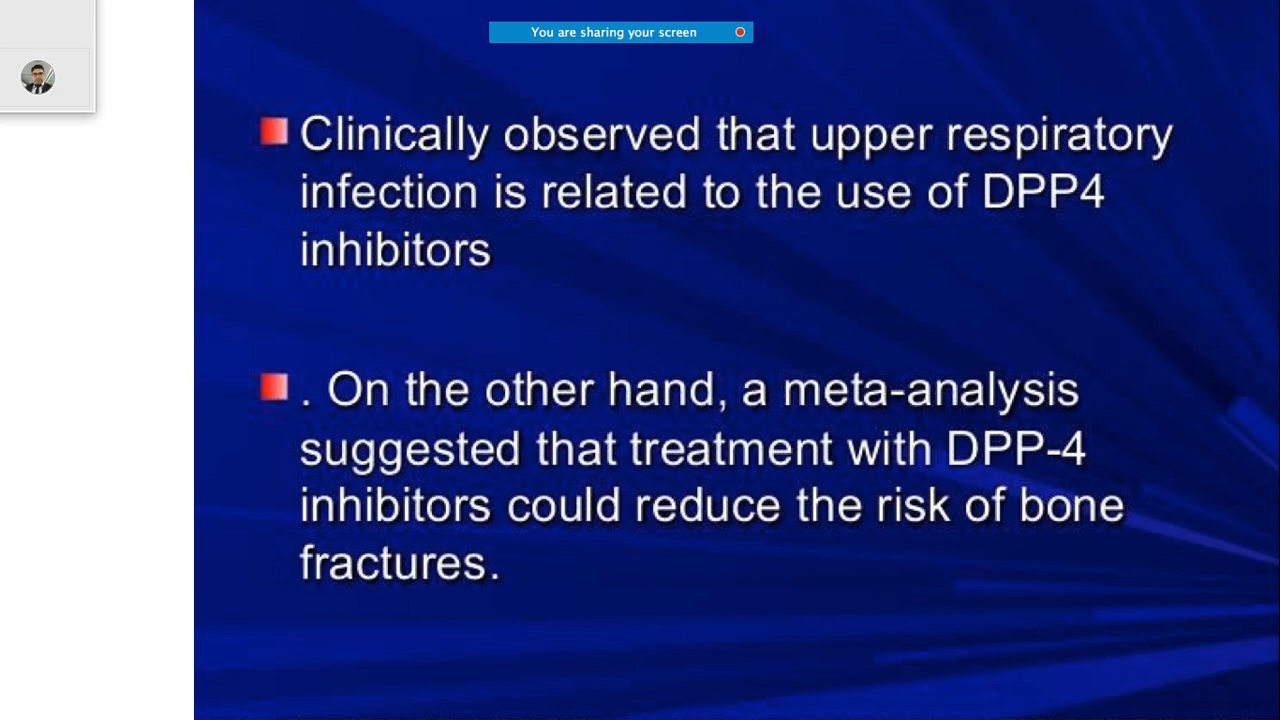 You are sharing your screen
Clinically observed that upper respiratory
infection is related to the use of DPP4
inhibitors
. On the other hand, a meta-analysis
suggested that treatment with DPP-4
inhibitors could reduce the risk of bone
fractures.